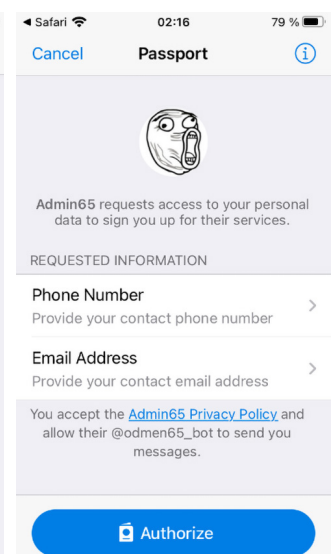 ◀ Safari 02:16 79 %
Cancel Passport
Admin65 requests access to your personal
data to sign you up for their services.
REQUESTED INFORMATION
Phone Number
Provide your contact phone number
Email Address
Provide your contact email address
You accept the Admin65 Privacy Policy and
allow their @odmen65_bot to send you
messages.
Authorize